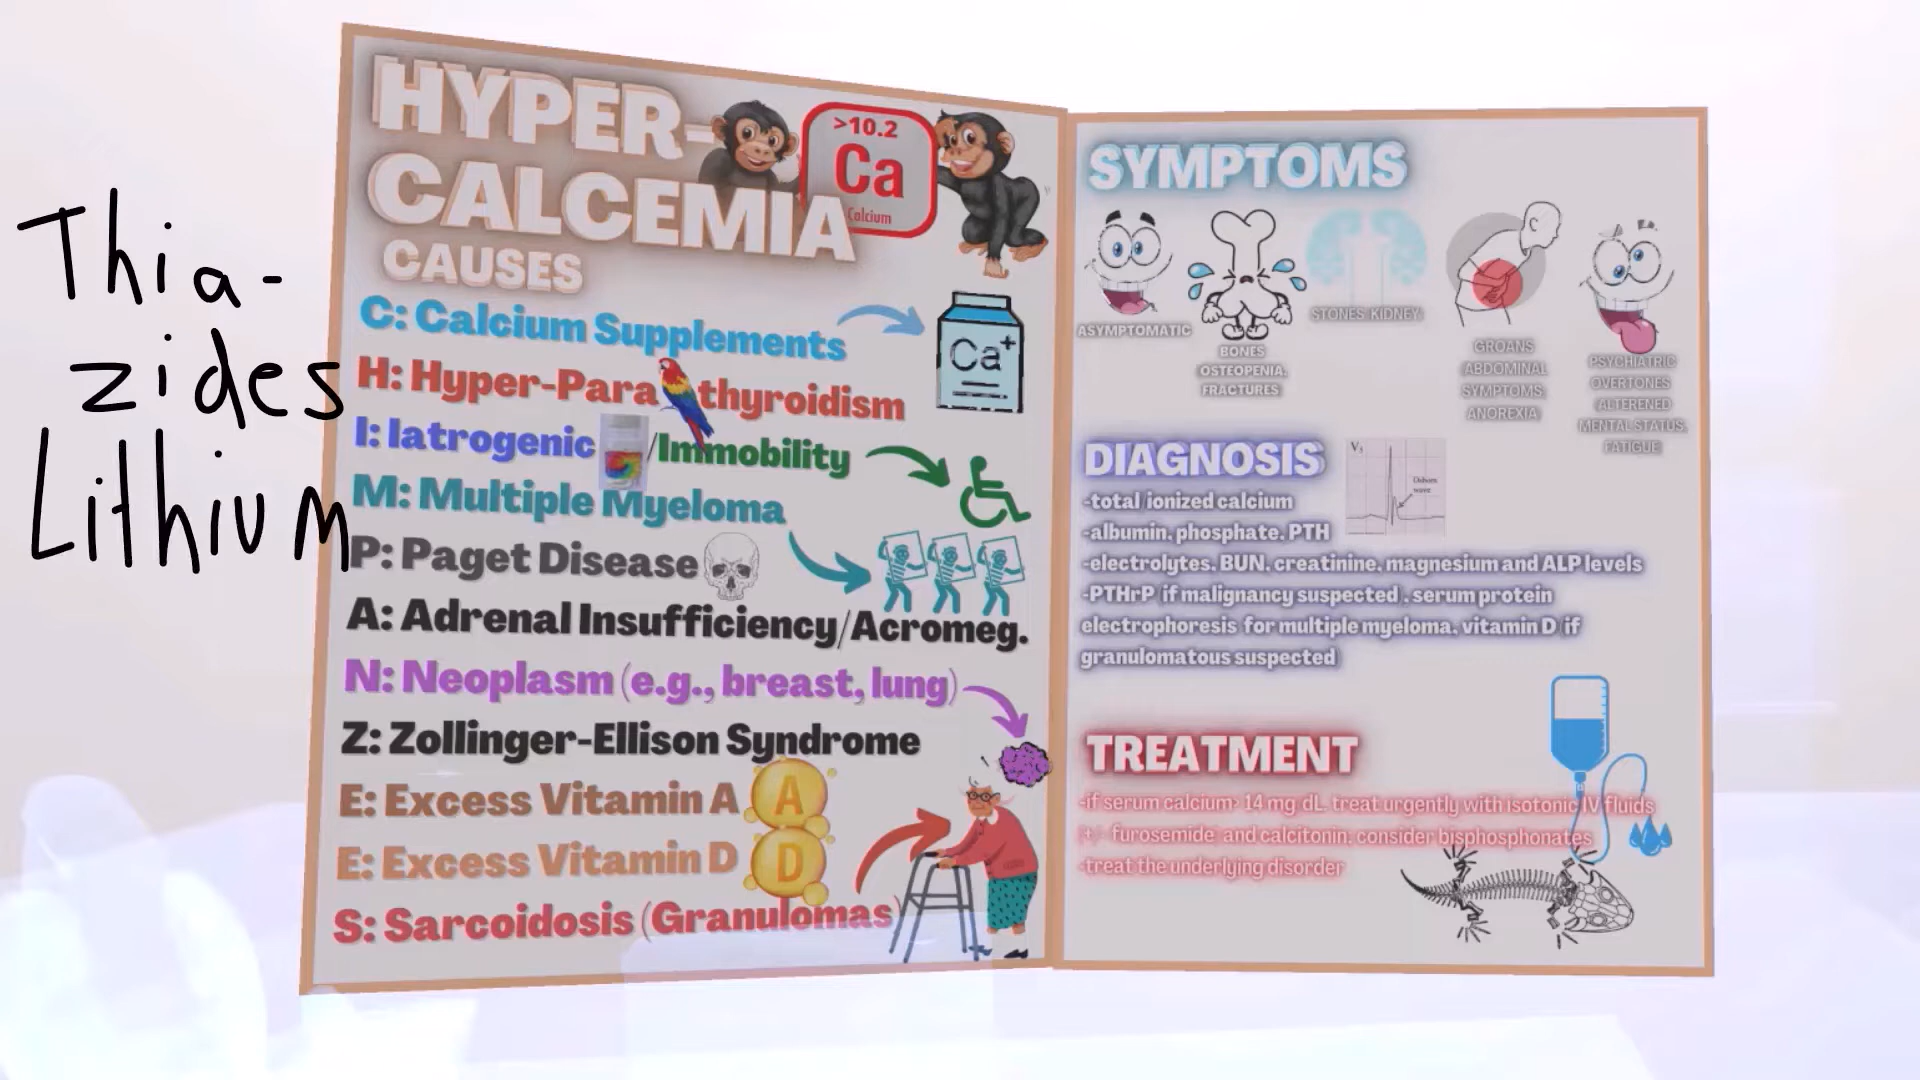 Thia-
zides
Lithium
HYPER-
CALCEMIA
CAUSES
>10.2
Ca
Calcium
C: Calcium Supplements
Ca+
H: Hyper-Para thyroidism
I: Iatrogenic /Immobility
M: Multiple Myeloma
P: Paget Disease
A: Adrenal Insufficiency/Acromeg.
N: Neoplasm (e.g., breast, lung)
Z: Zollinger-Ellison Syndrome
E: Excess Vitamin A
A
E: Excess Vitamin D
D
S: Sarcoidosis (Granulomas)
SYMPTOMS
ASYMPTOMATIC
BONES
OSTEOPENIA,
FRACTURES
STONES: KIDNEY
GROANS
ABDOMINAL
SYMPTOMS,
ANOREXIA
PSYCHIATRIC
OVERTONES
ALTERENED
MENTAL STATUS,
FATIGUE
DIAGNOSIS
V5
Osborn
wave
-total ionized calcium
-albumin, phosphate, PTH
-electrolytes, BUN, creatinine, magnesium and ALP levels
-PTHrP (if malignancy suspected), serum protein
electrophoresis for multiple myeloma, vitamin D (if
granulomatous suspected)
TREATMENT
-if serum calcium> 14 mg/dL, treat urgently with isotonic IV fluids
(+/- furosemide) and calcitonin; consider bisphosphonates
-treat the underlying disorder